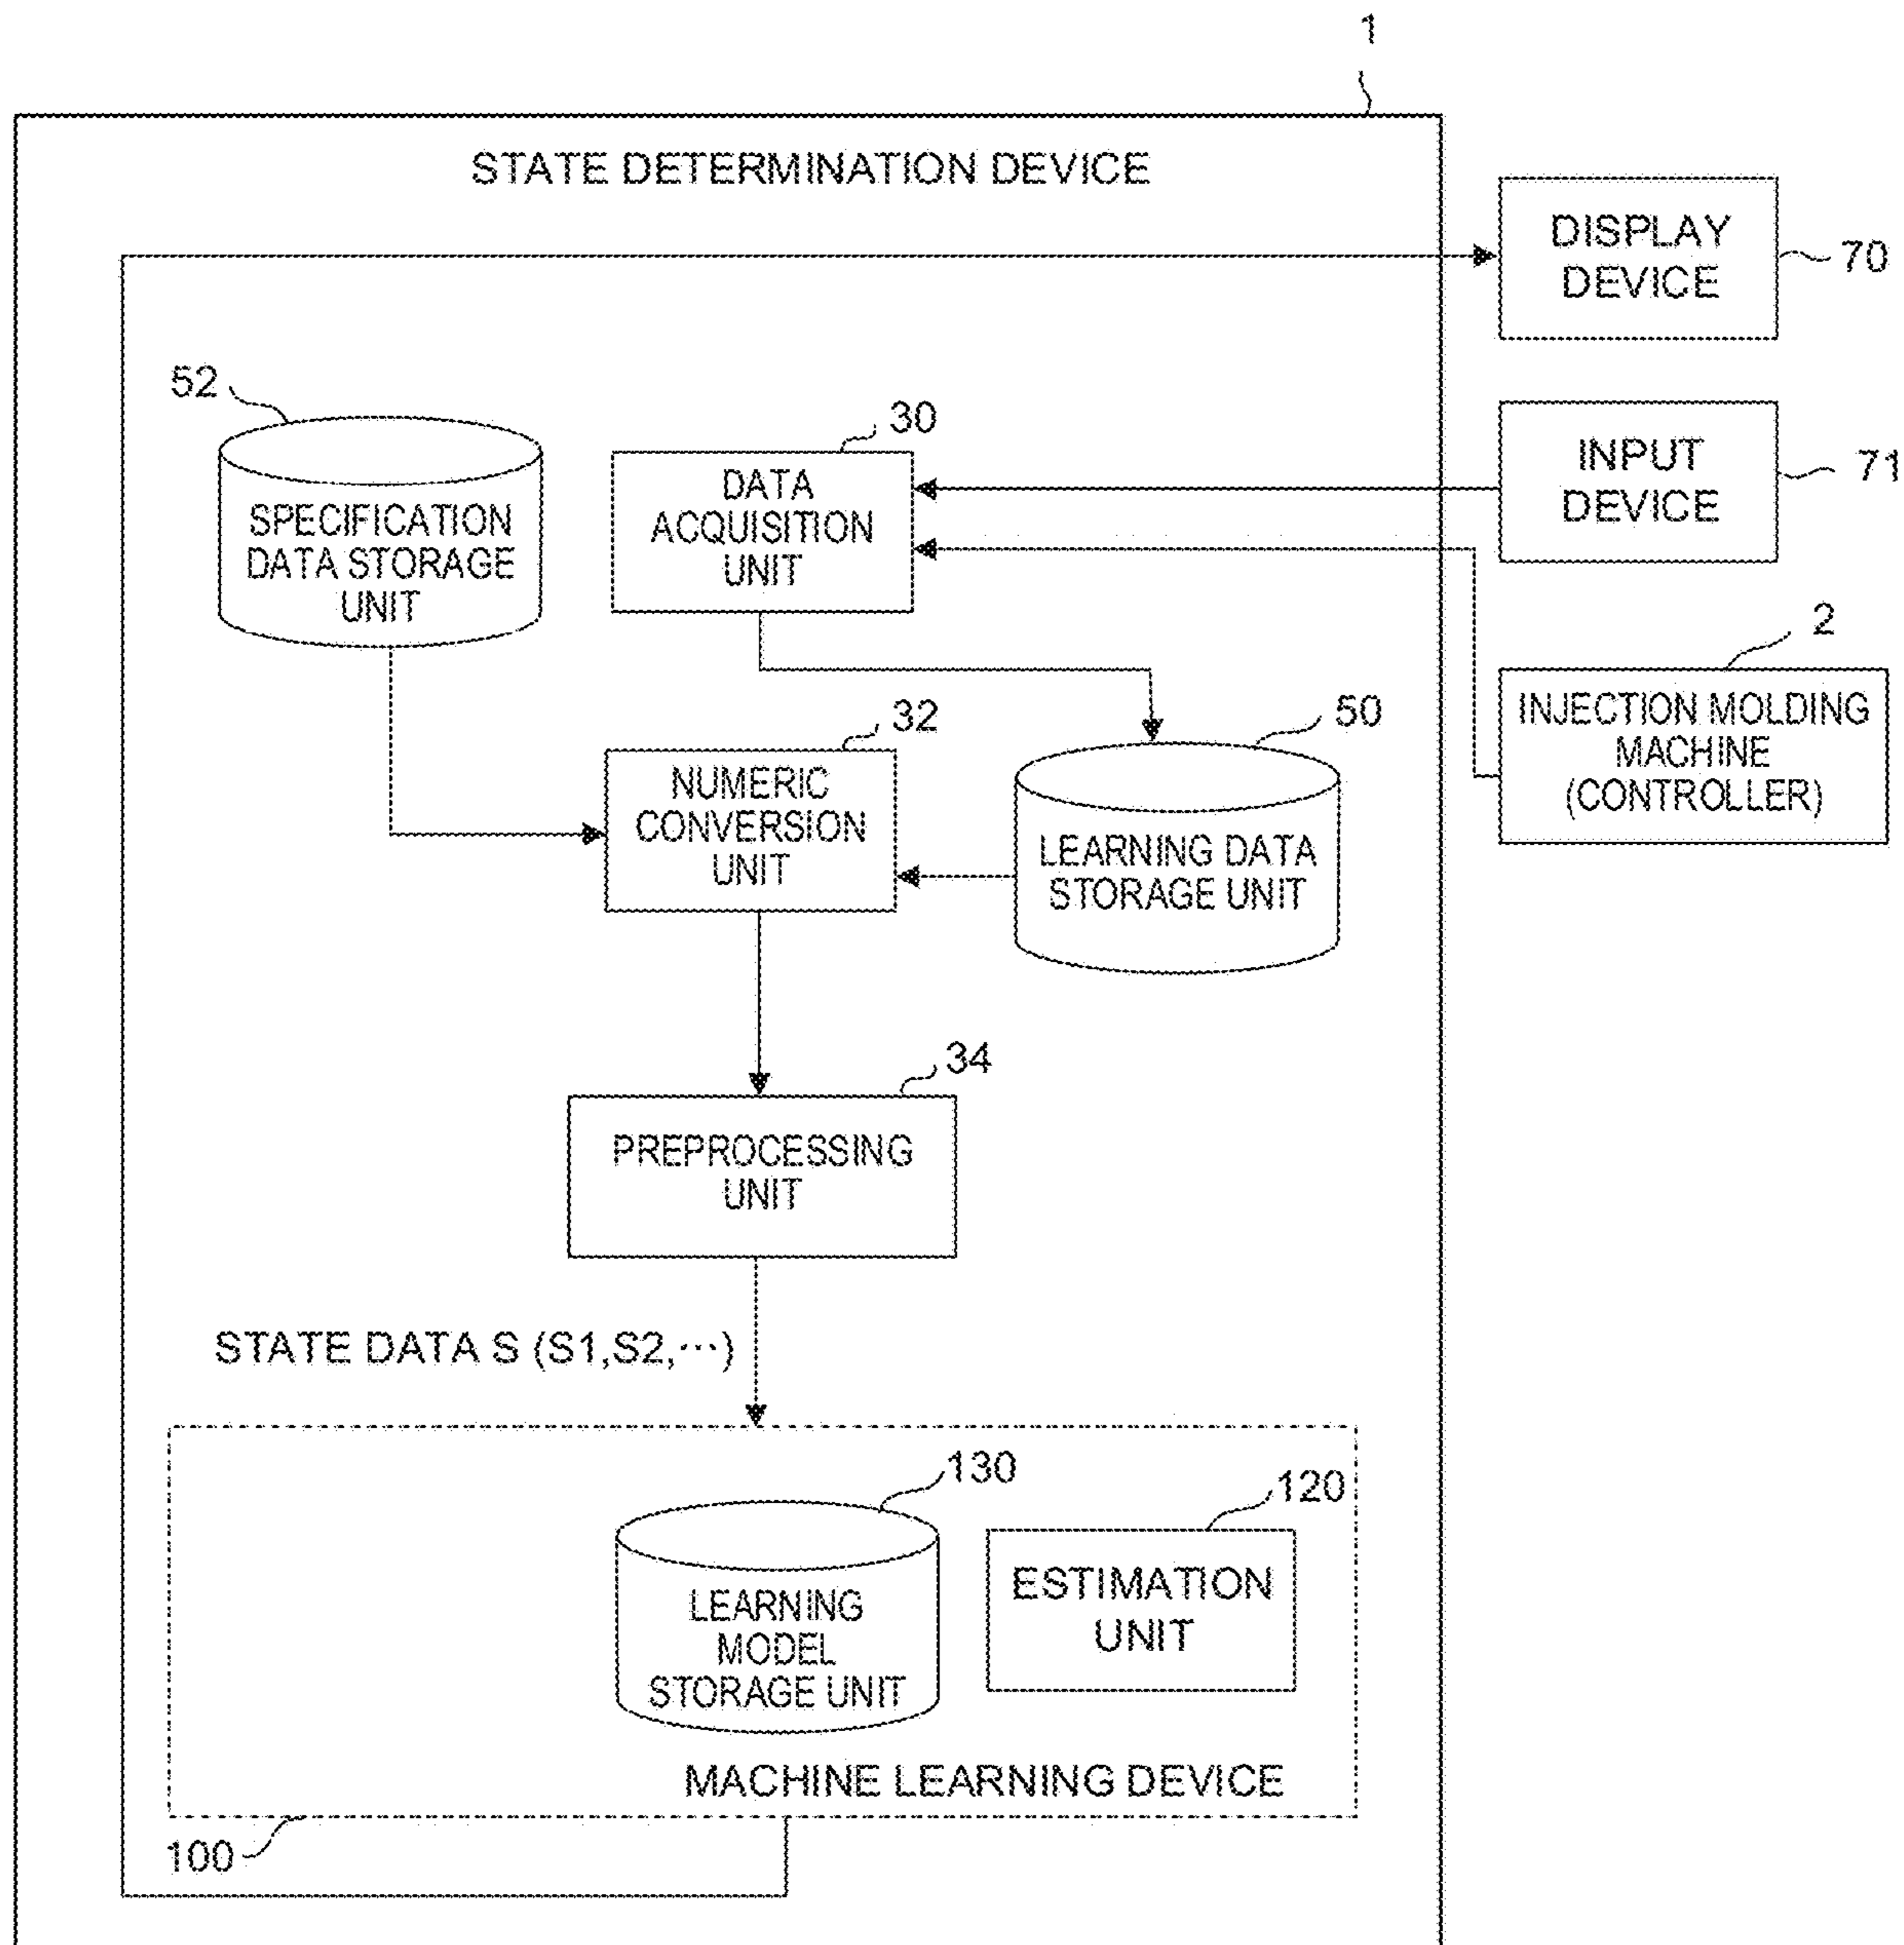 1
STATE DETERMINATION DEVICE
DISPLAY
DEVICE
70
52
30
INPUT
DEVICE
71
SPECIFICATION
DATA STORAGE
UNIT
DATA
ACQUISITION
UNIT
2
INJECTION MOLDING
MACHINE
(CONTROLLER)
32
50
NUMERIC
CONVERSION
UNIT
LEARNING DATA
STORAGE UNIT
34
PREPROCESSING
UNIT
STATE DATA S (S1,S2,⋯)
130
120
LEARNING
MODEL
STORAGE UNIT
ESTIMATION
UNIT
MACHINE LEARNING DEVICE
100